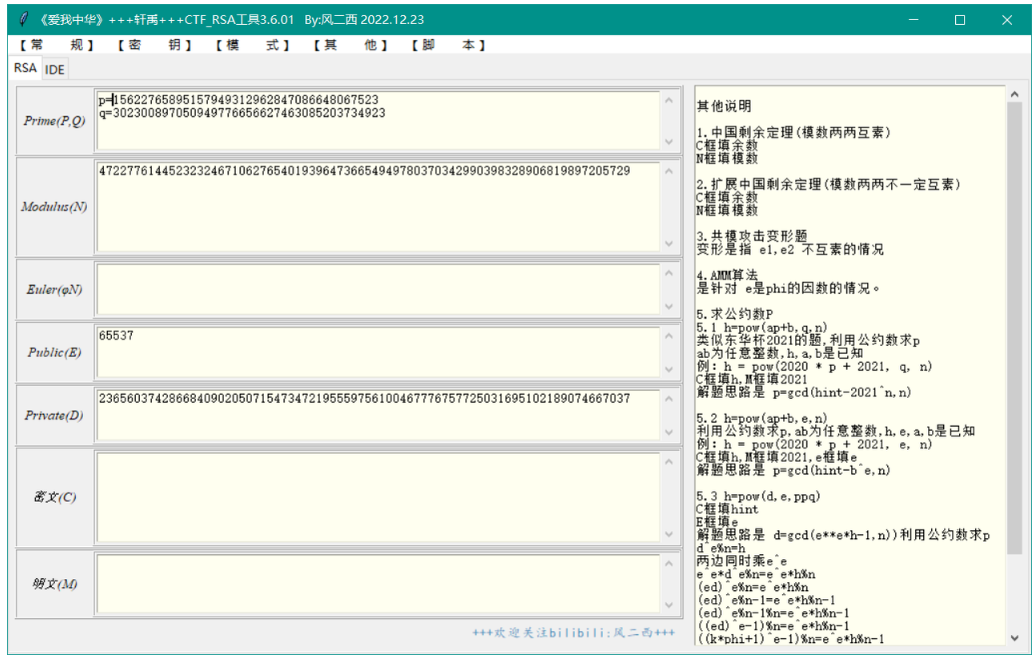 《爱我中华》+++轩禹+++CTF_RSA工具3.6.01 By:风二西 2022.12.23
【常 规】 【密 钥】 【模 式】 【其 他】 【脚 本】
RSA IDE
Prime(P,Q)
p=15622765895157949312962847086648067523
q=302300897050949776656627463085203734923
Modulus(N)
472277614452323246710627654019396473665494978037034299039832890681989720​5729
Euler(φN)
Public(E)
65537
Private(D)
2365603742866840902050715473472195559756100467776757725031695102189074667037
密文(C)
明文(M)
+++欢迎关注bilibili:风二西+++
其他说明
1.中国剩余定理(模数两两互素)
C框填余数
N框填模数
2.扩展中国剩余定理(模数两两不一定互素)
C框填余数
N框填模数
3.共模攻击变形题
变形是指 e1,e2 不互素的情况
4.AMM算法
是针对 e是phi的因数的情况。
5.求公约数P
5.1 h=pow(ap+b,q,n)
类似东华杯2021的题,利用公约数求p
ab为任意整数,h,a,b是已知
例: h = pow(2020 * p + 2021, q, n)
C框填h,M框填2021
解题思路是 p=gcd(hint-2021^n,n)
5.2 h=pow(ap+b,e,n)
利用公约数求p,ab为任意整数,h,e,a,b是已知
例: h = pow(2020 * p + 2021, e, n)
C框填h,M框填2021,e框填e
解题思路是 p=gcd(hint-b^e,n)
5.3 h=pow(d,e,ppq)
C框填hint
E框填e
解题思路是 d=gcd(e**e*h-1,n))利用公约数求p
d^e%n=h
两边同时乘e^e
e^e*d^e%n=e^e*h%n
(ed)^e%n=e^e*h%n
(ed)^e%n-1=e^e*h%n-1
(ed)^e%n-1%n=e^e*h%n-1
((ed)^e-1)%n=e^e*h%n-1
((k*phi+1)^e-1)%n=e^e*h%n-1